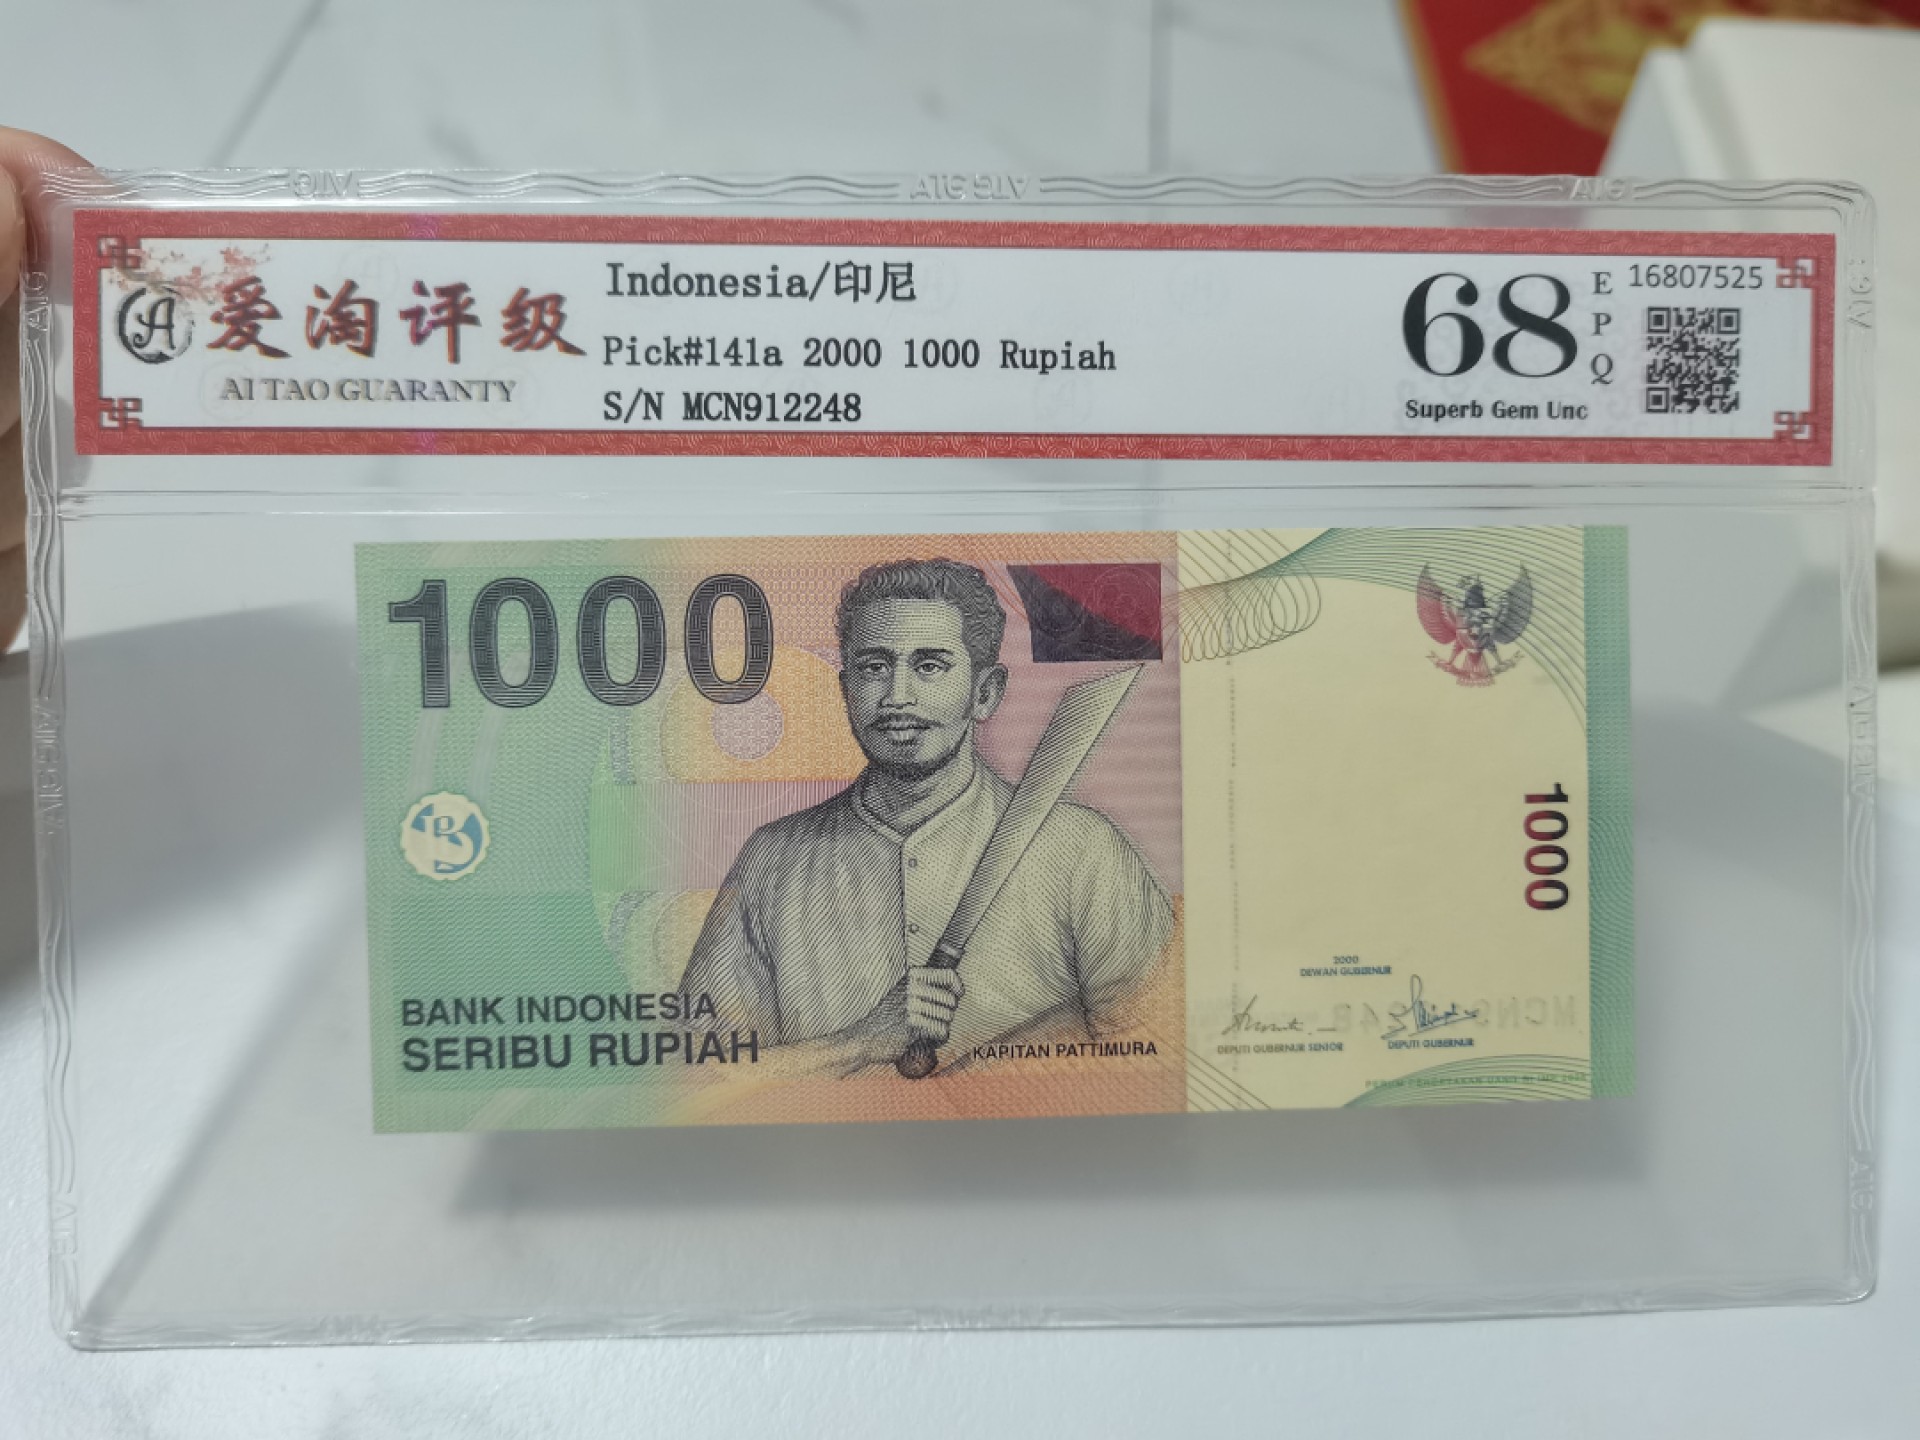 爱淘评级
AI TAO GUARANTY
Indonesia/印尼
Pick#141a 2000 1000 Rupiah
S/N MCN912248
68
EPQ
Superb Gem Unc
16807525
1000
BANK INDONESIA
SERIBU RUPIAH
KAPITAN PATTIMURA
1000
2000
DEWAN GUBERNUR
DEPUTI GUBERNUR SENIOR
DEPUTI GUBERNUR